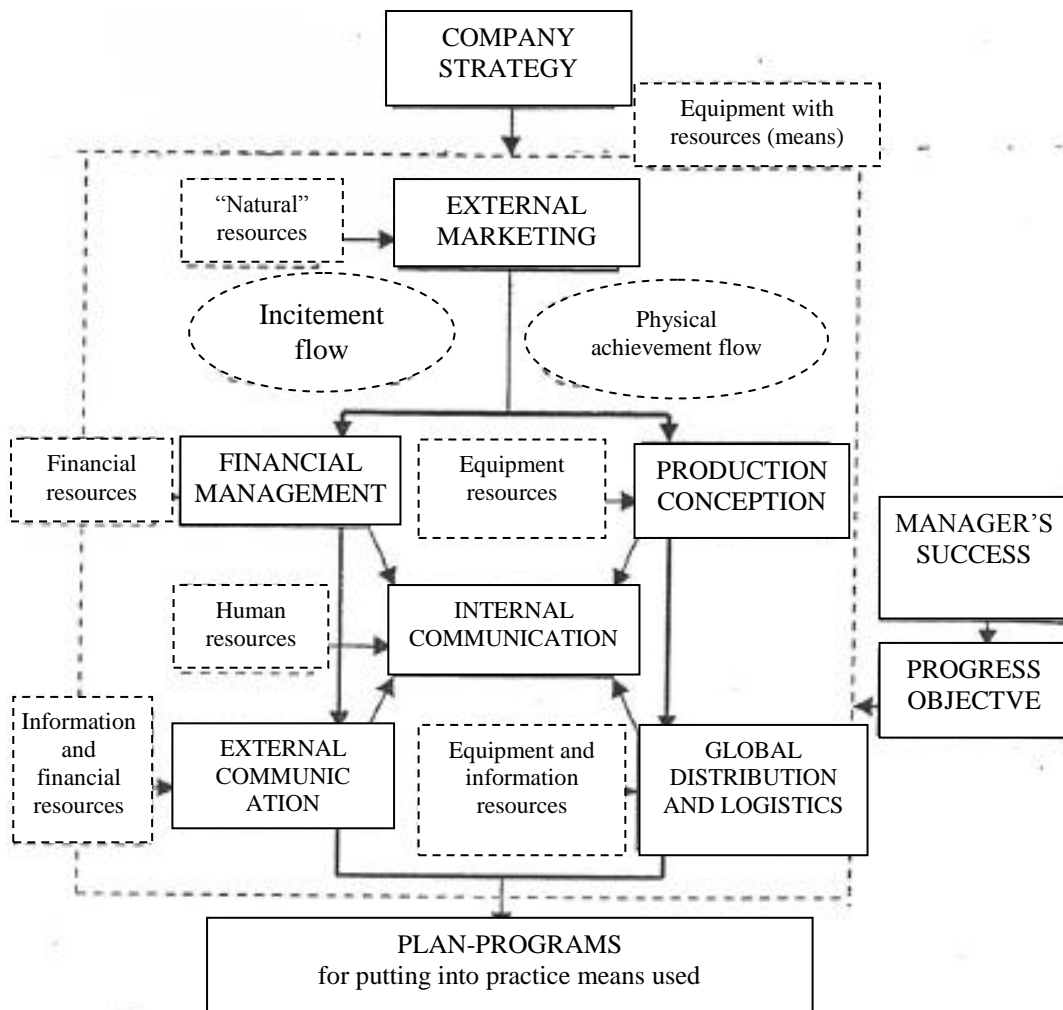 COMPANY
STRATEGY
Equipment with
resources (means)
“Natural”
resources
EXTERNAL
MARKETING
Incitement
flow
Physical
achievement flow
Financial
resources
FINANCIAL
MANAGEMENT
Equipment
resources
PRODUCTION
CONCEPTION
MANAGER’S
SUCCESS
Human
resources
INTERNAL
COMMUNICATION
PROGRESS
OBJECTVE
Information
and
financial
resources
EXTERNAL
COMMUNIC
ATION
Equipment and
information
resources
GLOBAL
DISTRIBUTION
AND LOGISTICS
PLAN-PROGRAMS
for putting into practice means used